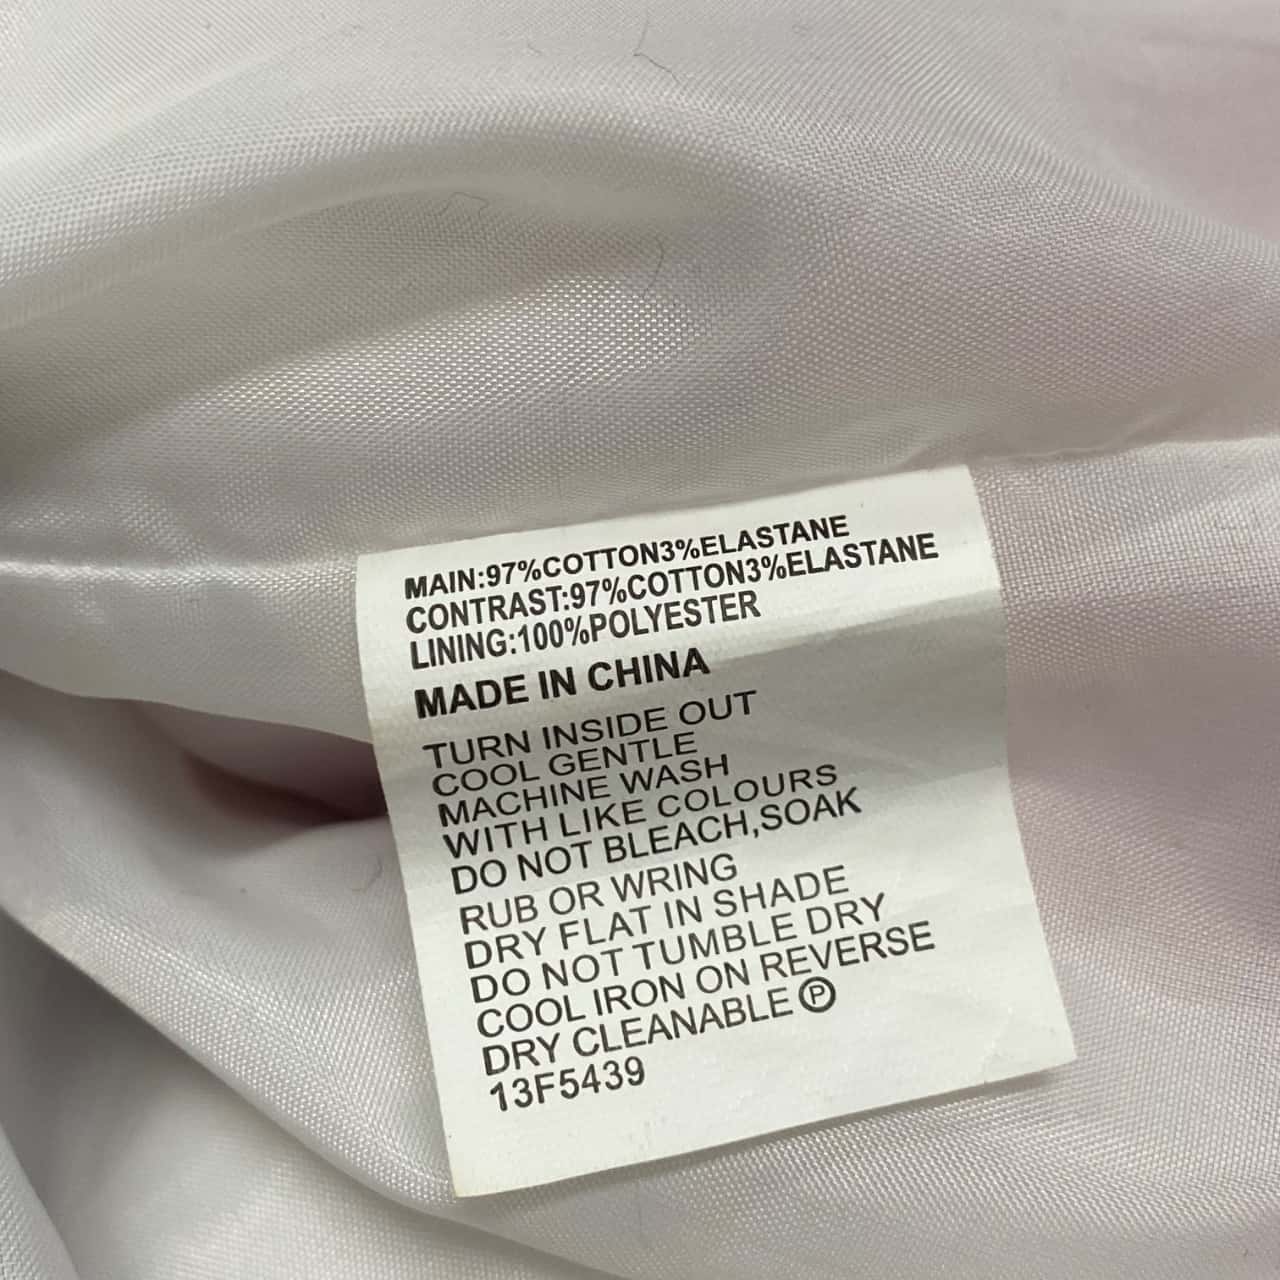 MAIN:97%COTTON3%ELASTANE
CONTRAST:97%COTTON3%ELASTANE
LINING:100%POLYESTER
MADE IN CHINA
TURN INSIDE OUT
COOL GENTLE
MACHINE WASH
WITH LIKE COLOURS
DO NOT BLEACH,SOAK
RUB OR WRING
DRY FLAT IN SHADE
DO NOT TUMBLE DRY
COOL IRON ON REVERSE
DRY CLEANABLE Ⓟ
13F5439